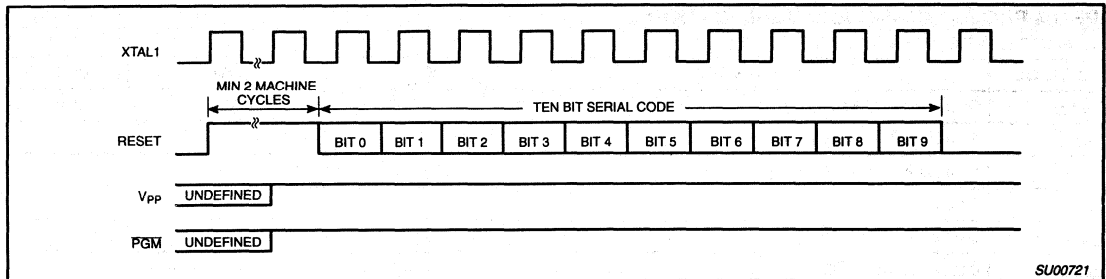 XTAL1
MIN 2 MACHINE
CYCLES
TEN BIT SERIAL CODE
RESET
BIT 0 BIT 1 BIT 2 BIT 3 BIT 4 BIT 5 BIT 6 BIT 7 BIT 8 BIT 9
VPP UNDEFINED
PGM UNDEFINED
SU00721